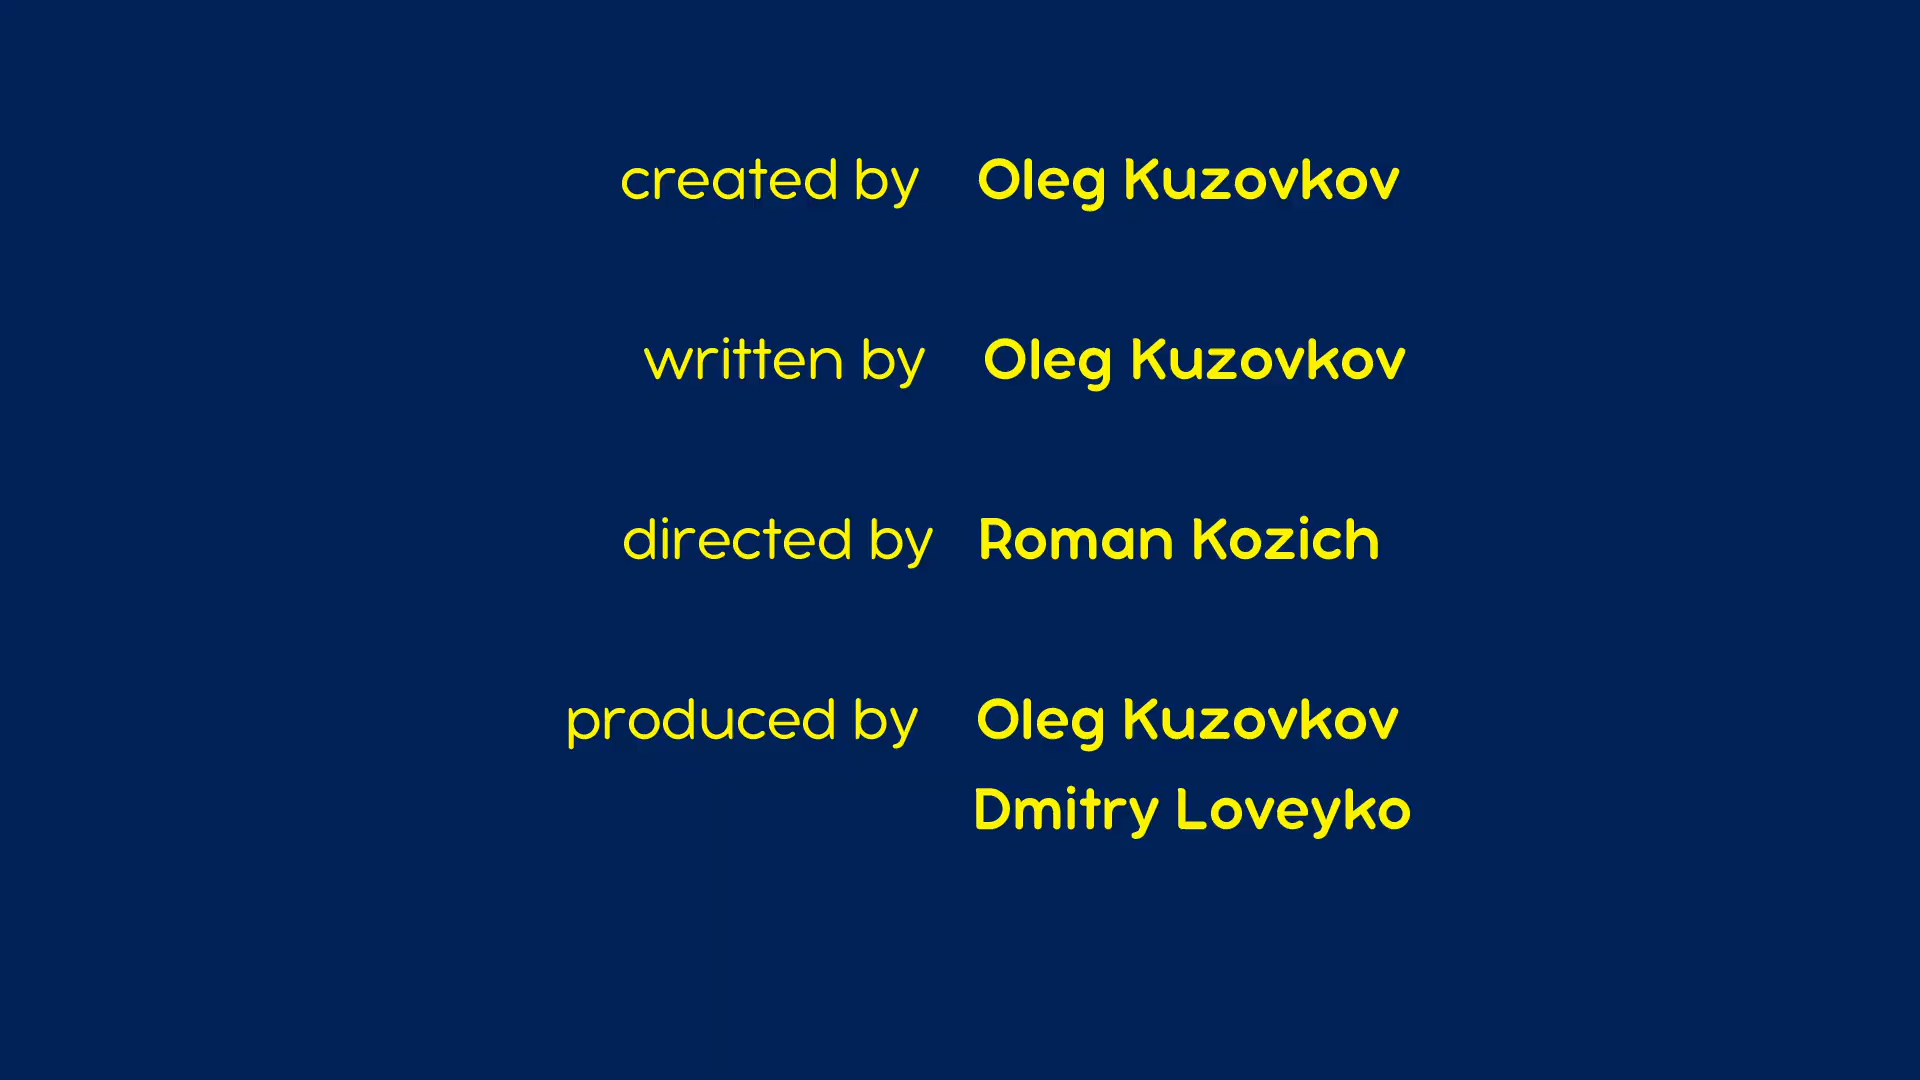 created by Oleg Kuzovkov
written by Oleg Kuzovkov
directed by Roman Kozich
produced by Oleg Kuzovkov
Dmitry Loveyko